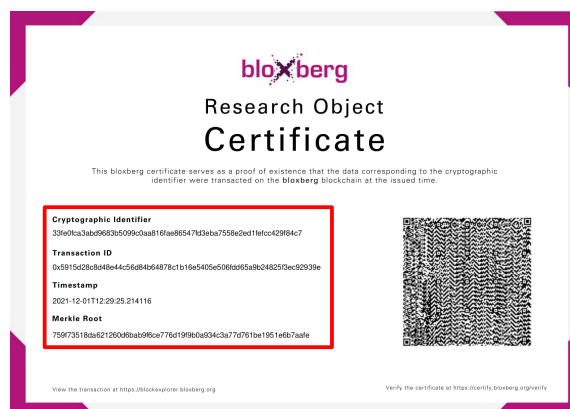 bloxberg
Research Object
Certificate
This bloxberg certificate serves as a proof of existence that the data corresponding to the cryptographic
identifier were transacted on the bloxberg blockchain at the issued time.
Cryptographic Identifier
33fe0fca3abd9683b5099c0aa816fae86547fd3eba7558e2ed1fefcc429f84c7
Transaction ID
0x5915d28c8d48e44c56d84b64878c1b16e5405e506fdd65a9b24825f3ec92939e
Timestamp
2021-12-01T12:29:25.214116
Merkle Root
759f73518da621260d6bab9f6ce776d19f9b0a934c3a77d761be1951e6b7aafe
View the transaction at https://blockexplorer.bloxberg.org
Verify the certificate at https://certify.bloxberg.org/verify